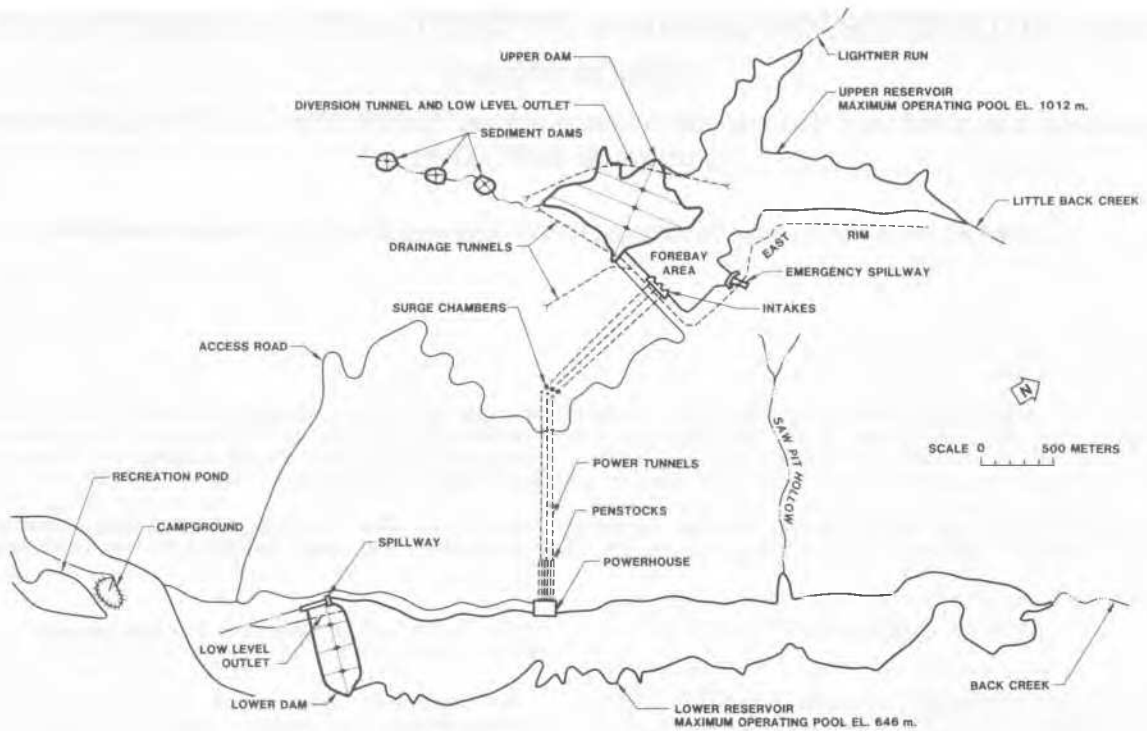 LIGHTNER RUN
UPPER DAM
UPPER RESERVOIR
MAXIMUM OPERATING POOL EL. 1012 m.
DIVERSION TUNNEL AND LOW LEVEL OUTLET
SEDIMENT DAMS
LITTLE BACK CREEK
DRAINAGE TUNNELS
EAST
RIM
FOREBAY
AREA
EMERGENCY SPILLWAY
SURGE CHAMBERS
INTAKES
ACCESS ROAD
N
SAW PIT HOLLOW
SCALE 0 500 METERS
POWER TUNNELS
RECREATION POND
PENSTOCKS
CAMPGROUND
SPILLWAY
POWERHOUSE
LOW LEVEL
OUTLET
BACK CREEK
LOWER DAM
LOWER RESERVOIR
MAXIMUM OPERATING POOL EL. 646 m.